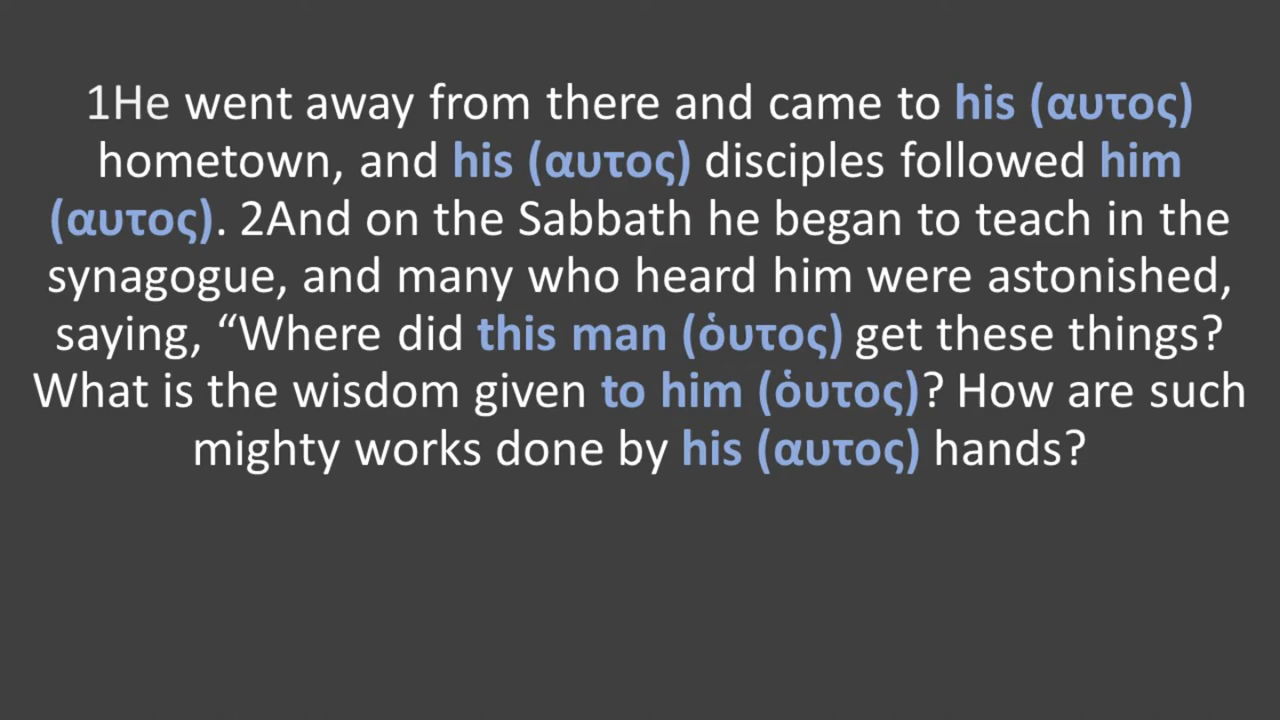 1He went away from there and came to his (αυτος)
hometown, and his (αυτος) disciples followed him
(αυτος). 2And on the Sabbath he began to teach in the
synagogue, and many who heard him were astonished,
saying, “Where did this man (ὁυτος) get these things?
What is the wisdom given to him (ὁυτος)? How are such
mighty works done by his (αυτος) hands?